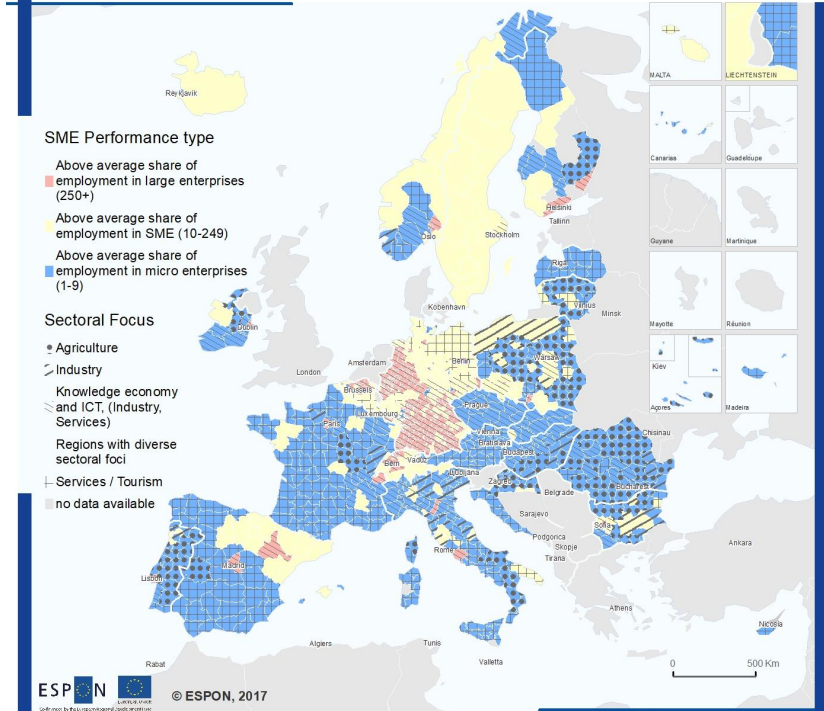 SME Performance type
Above average share of
employment in large enterprises
(250+)
Above average share of
employment in SME (10-249)
Above average share of
employment in micro enterprises
(1-9)
Sectoral Focus
Agriculture
Industry
Knowledge economy
and ICT, (Industry,
Services)
Regions with diverse
sectoral foci
Services / Tourism
no data available
Reykjavik
Oslo
Stockholm
Helsinki
Tallinn
Riga
Vilnius
Minsk
Kobenhavn
Dublin
London
Amsterdam
Berlin
Warsaw
Brussels
Luxembourg
Paris
Prague
Vienna
Bratislava
Budapest
Chisinau
Bern
Vaduz
Ljubljana
Zagreb
Belgrade
Bucharest
Sarajevo
Sofia
Podgorica
Skopje
Tirana
Rome
Madrid
Lisbon
Ankara
Athens
Nicosia
Algiers
Tunis
Valletta
Rabat
MALTA
LIECHTENSTEIN
Canarias
Guadeloupe
Guyane
Martinique
Mayotte
Réunion
Kiev
Açores
Madeira
0 500 Km
ESPON
© ESPON, 2017